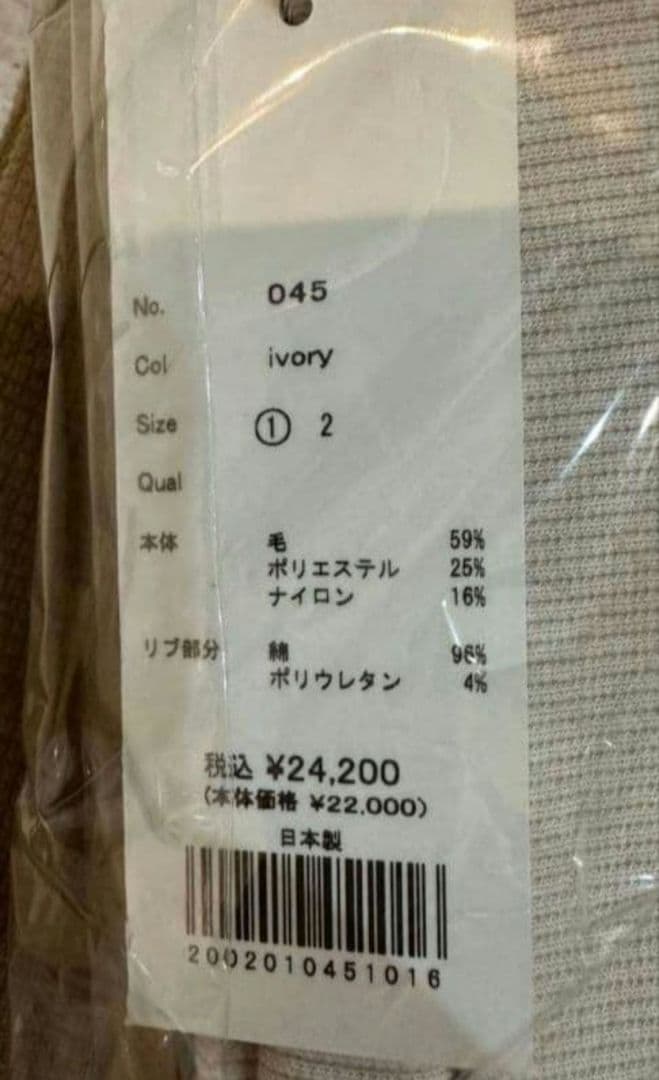 No. 045
Col ivory
Size ① 2
Qual
本体 毛 59%
ポリエステル 25%
ナイロン 16%
リブ部分 綿 96%
ポリウレタン 4%
税込 ¥24,200
(本体価格 ¥22,000)
日本製
2002010451016